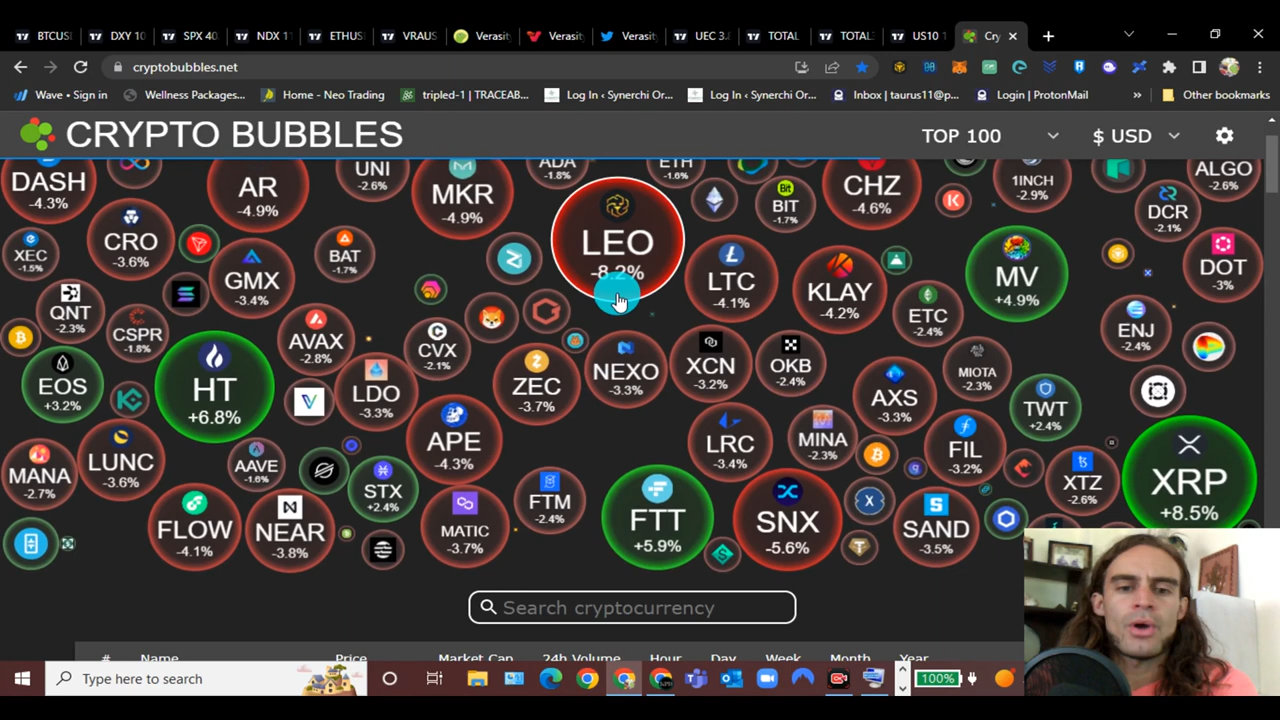 BTCUS
DXY 10
SPX 40
NDX 1
ETHUS
VRAUS
Verasit
Verasity
Verasit
UEC 3.
TOTAL
TOTAL
US10 1
Cry
cryptobubbles.net
Wave • Sign in
Wellness Packages...
Home - Neo Trading
tripled-1 | TRACEAB...
Log In ‹ Synerchi Or...
Log In ‹ Synerchi Or...
Inbox | taurus11@p...
Login | ProtonMail
»
Other bookmarks
CRYPTO BUBBLES
TOP 100
$ USD
DASH
-4.3%
AR
-4.9%
UNI
-2.6%
MKR
-4.9%
ADA
-1.8%
ETH
-1.6%
Bit
BIT
-1.7%
CHZ
-4.6%
1INCH
-2.9%
ALGO
-2.6%
DCR
-2.1%
XEC
-1.5%
CRO
-3.6%
BAT
-1.7%
LEO
-8.2%
GMX
-3.4%
LTC
-4.1%
KLAY
-4.2%
MV
+4.9%
DOT
-3%
QNT
-2.3%
CSPR
-1.8%
AVAX
-2.8%
CVX
-2.1%
ETC
-2.4%
ENJ
-2.4%
EOS
+3.2%
HT
+6.8%
LDO
-3.3%
ZEC
-3.7%
NEXO
-3.3%
XCN
-3.2%
OKB
-2.4%
AXS
-3.3%
MIOTA
-2.3%
TWT
+2.4%
MANA
-2.7%
LUNC
-3.6%
AAVE
-1.6%
APE
-4.3%
LRC
-3.4%
MINA
-2.3%
FIL
-3.2%
XTZ
-2.6%
XRP
+8.5%
STX
+2.4%
FLOW
-4.1%
NEAR
-3.8%
MATIC
-3.7%
FTM
-2.4%
FTT
+5.9%
SNX
-5.6%
SAND
-3.5%
Search cryptocurrency
# Name Price Market Cap 24h Volume Hour Day Week Month Year
Type here to search
100%